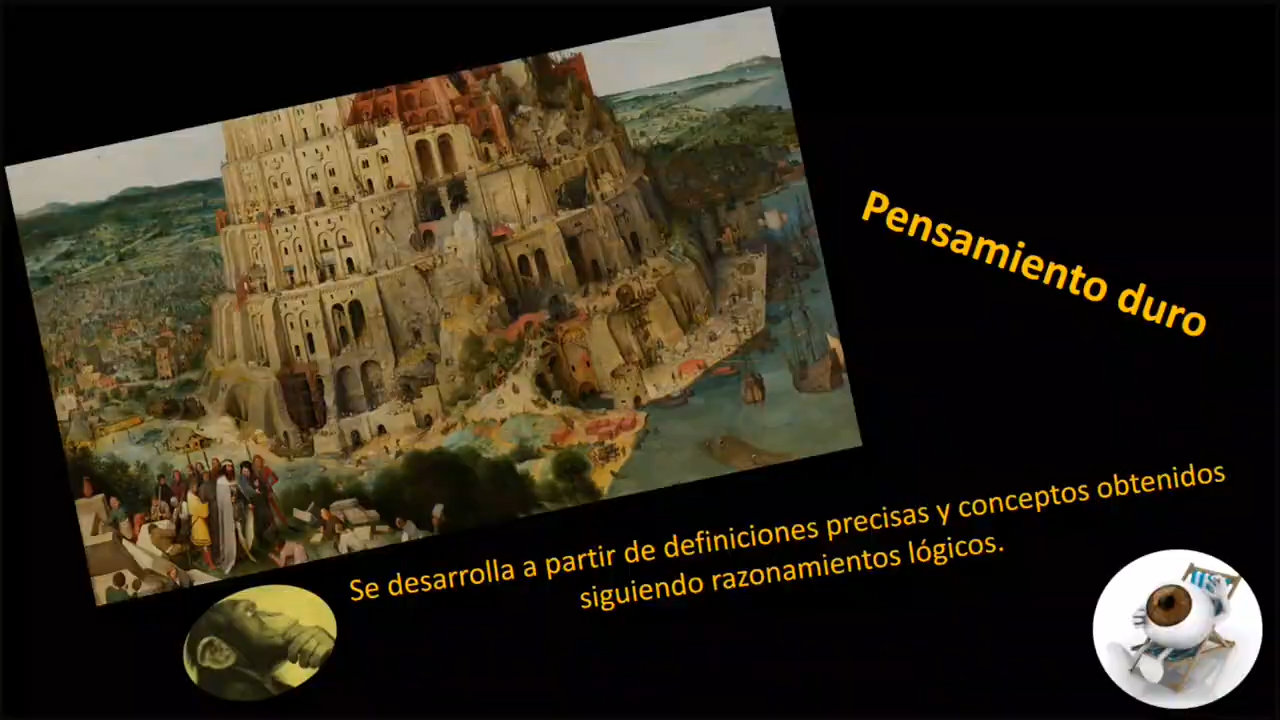 Pensamiento duro
Se desarrolla a partir de definiciones precisas y conceptos obtenidos
siguiendo razonamientos lógicos.